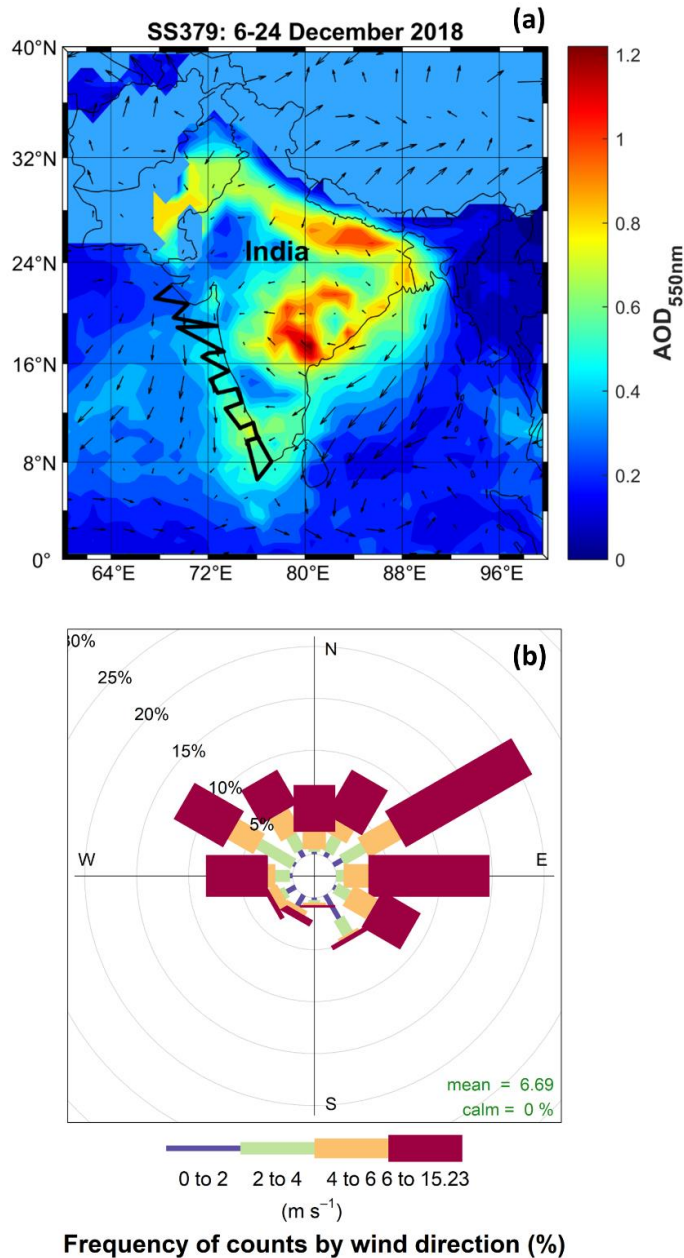 (a)
SS379: 6-24 December 2018
40°N
32°N
24°N
16°N
8°N
0°
India
64°E 72°E 80°E 88°E 96°E
1.2
1
0.8
0.6
0.4
0.2
0
AOD550nm
(b)
30%
25%
20%
15%
10%
5%
N
W
E
S
mean = 6.69
calm = 0 %
0 to 2 2 to 4 4 to 6 6 to 15.23
(m s⁻¹)
Frequency of counts by wind direction (%)